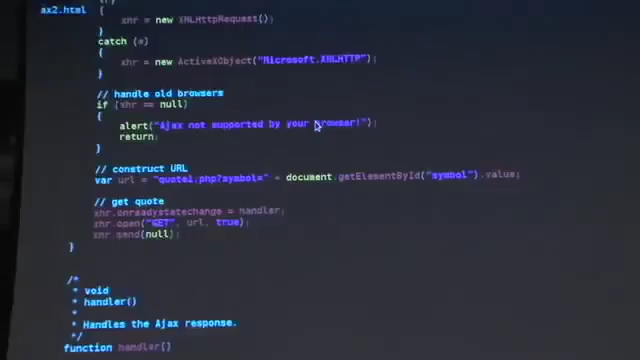 ax2.html
try
{
xhr = new XMLHttpRequest();
}
catch (e)
{
xhr = new ActiveXObject("Microsoft.XMLHTTP");
}
// handle old browsers
if (xhr == null)
{
alert("Ajax not supported by your browser!");
return;
}
// construct URL
var url = "quote1.php?symbol=" + document.getElementById("symbol").value;
// get quote
xhr.onreadystatechange = handler;
xhr.open("GET", url, true);
xhr.send(null);
}
/*
* void
* handler()
*
* Handles the Ajax response.
*/
function handler()